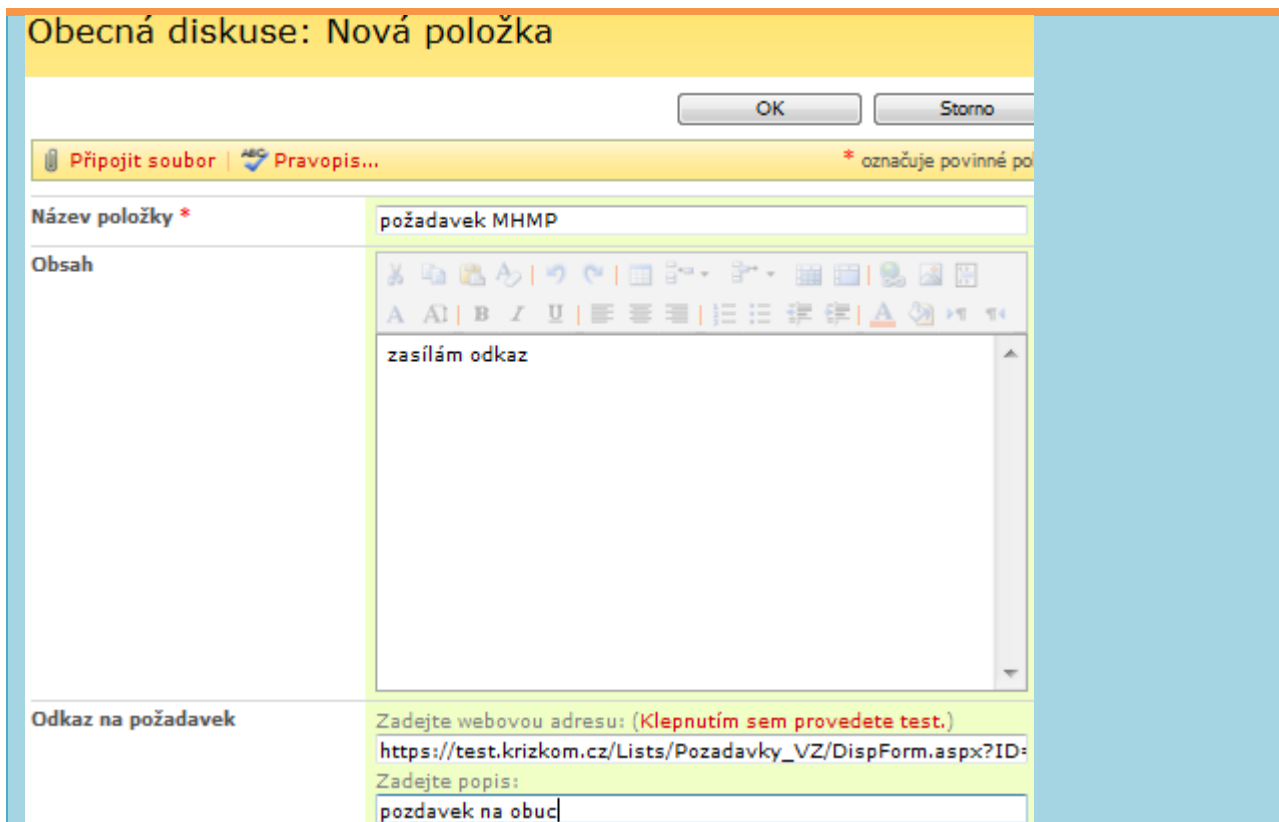 Obecná diskuse: Nová položka
OK Storno
Připojit soubor | Pravopis... * označuje povinné po
Název položky * požadavek MHMP
Obsah
A A B I U A
zasílám odkaz
Odkaz na požadavek Zadejte webovou adresu: (Klepnutím sem provedete test.)
https://test.krizkom.cz/Lists/Pozadavky_VZ/DispForm.aspx?ID=
Zadejte popis:
pozdavek na obuc